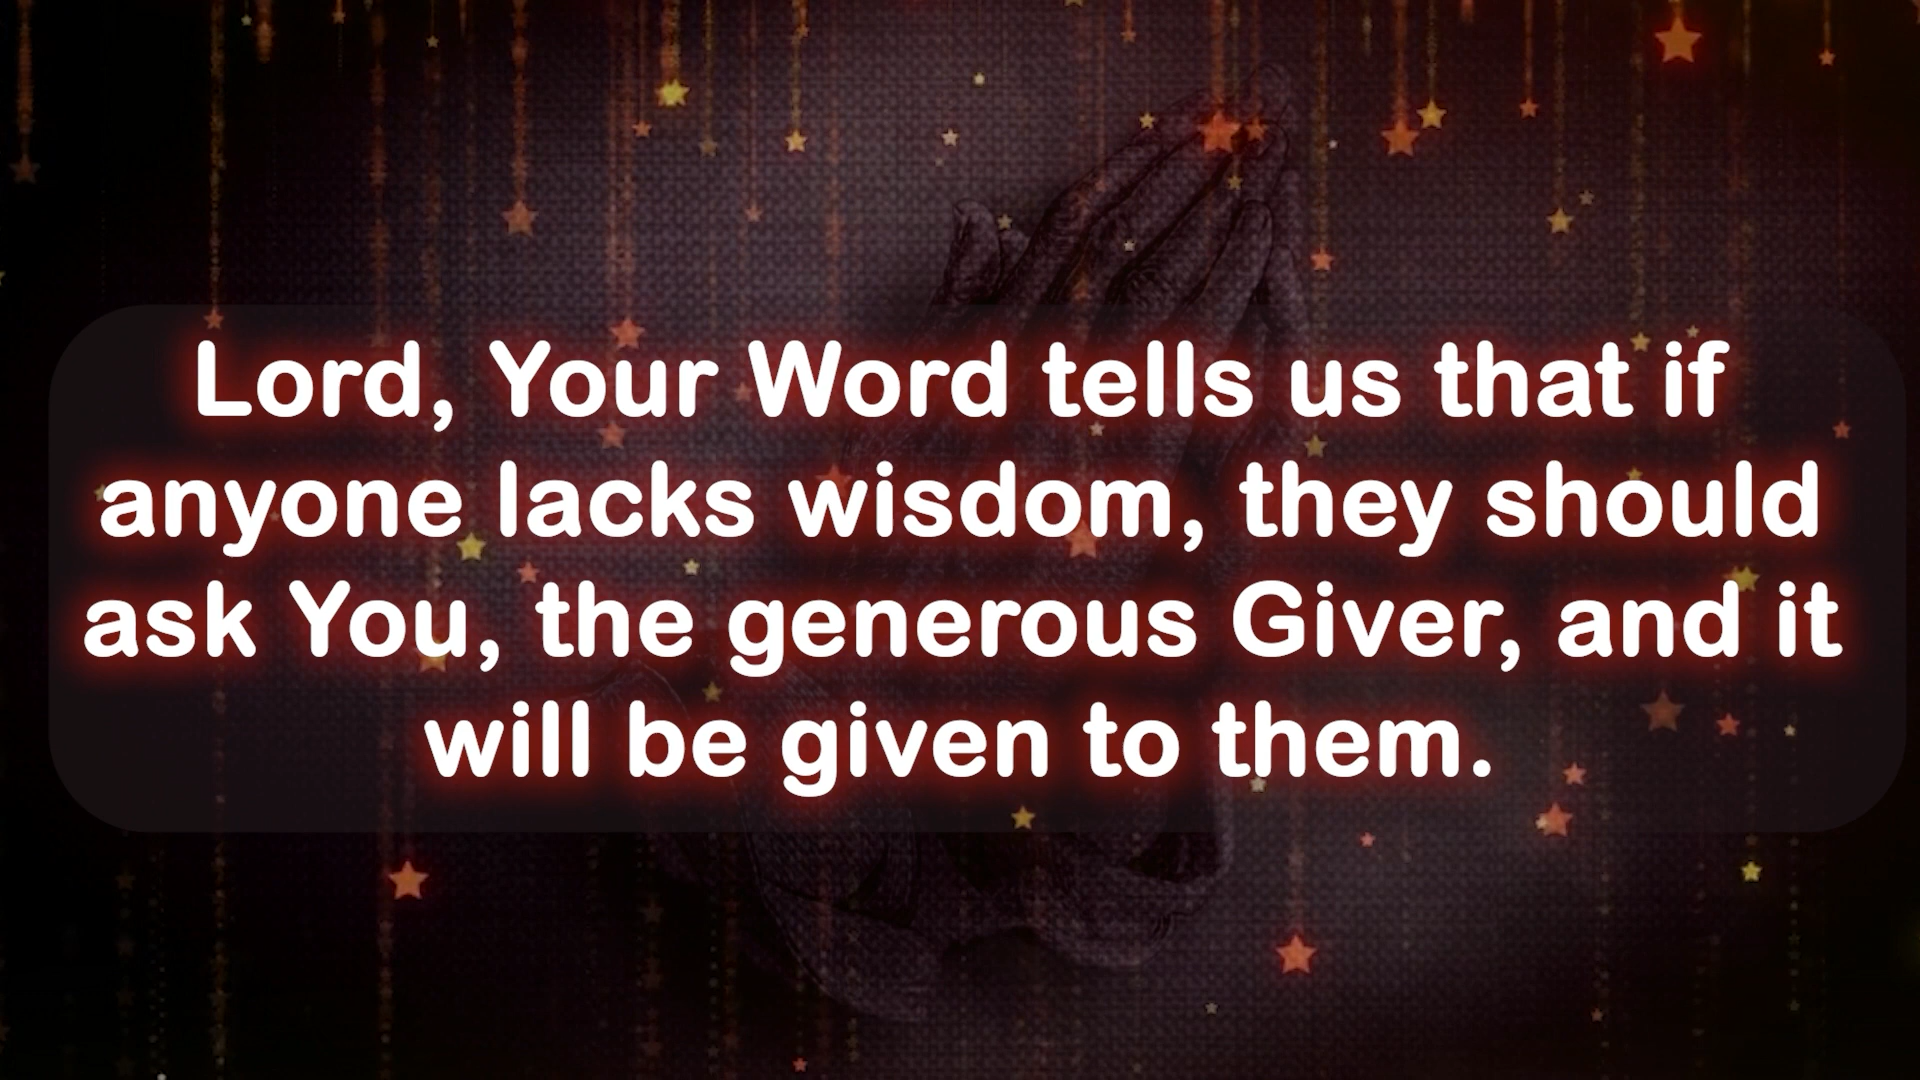 Lord, Your Word tells us that if
anyone lacks wisdom, they should
ask You, the generous Giver, and it
will be given to them.